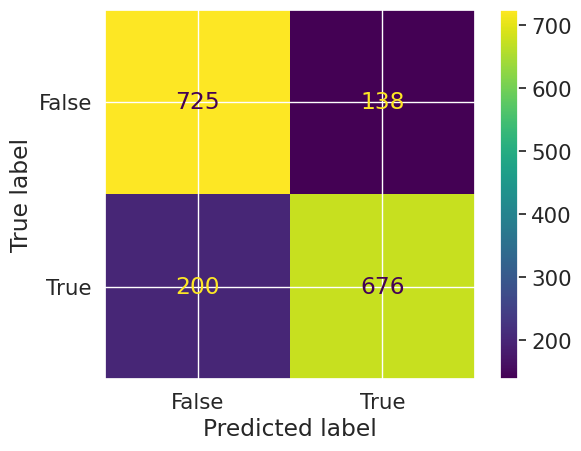 True label
False
True
725
138
200
676
False
True
Predicted label
700
600
500
400
300
200